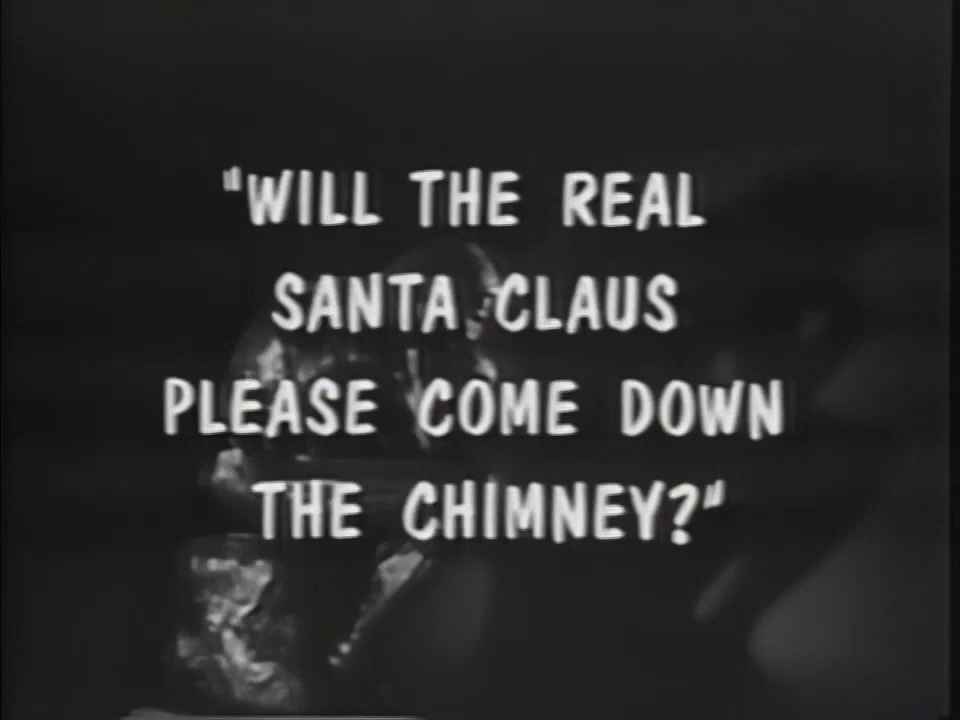 "WILL THE REAL
SANTA CLAUS
PLEASE COME DOWN
THE CHIMNEY?"